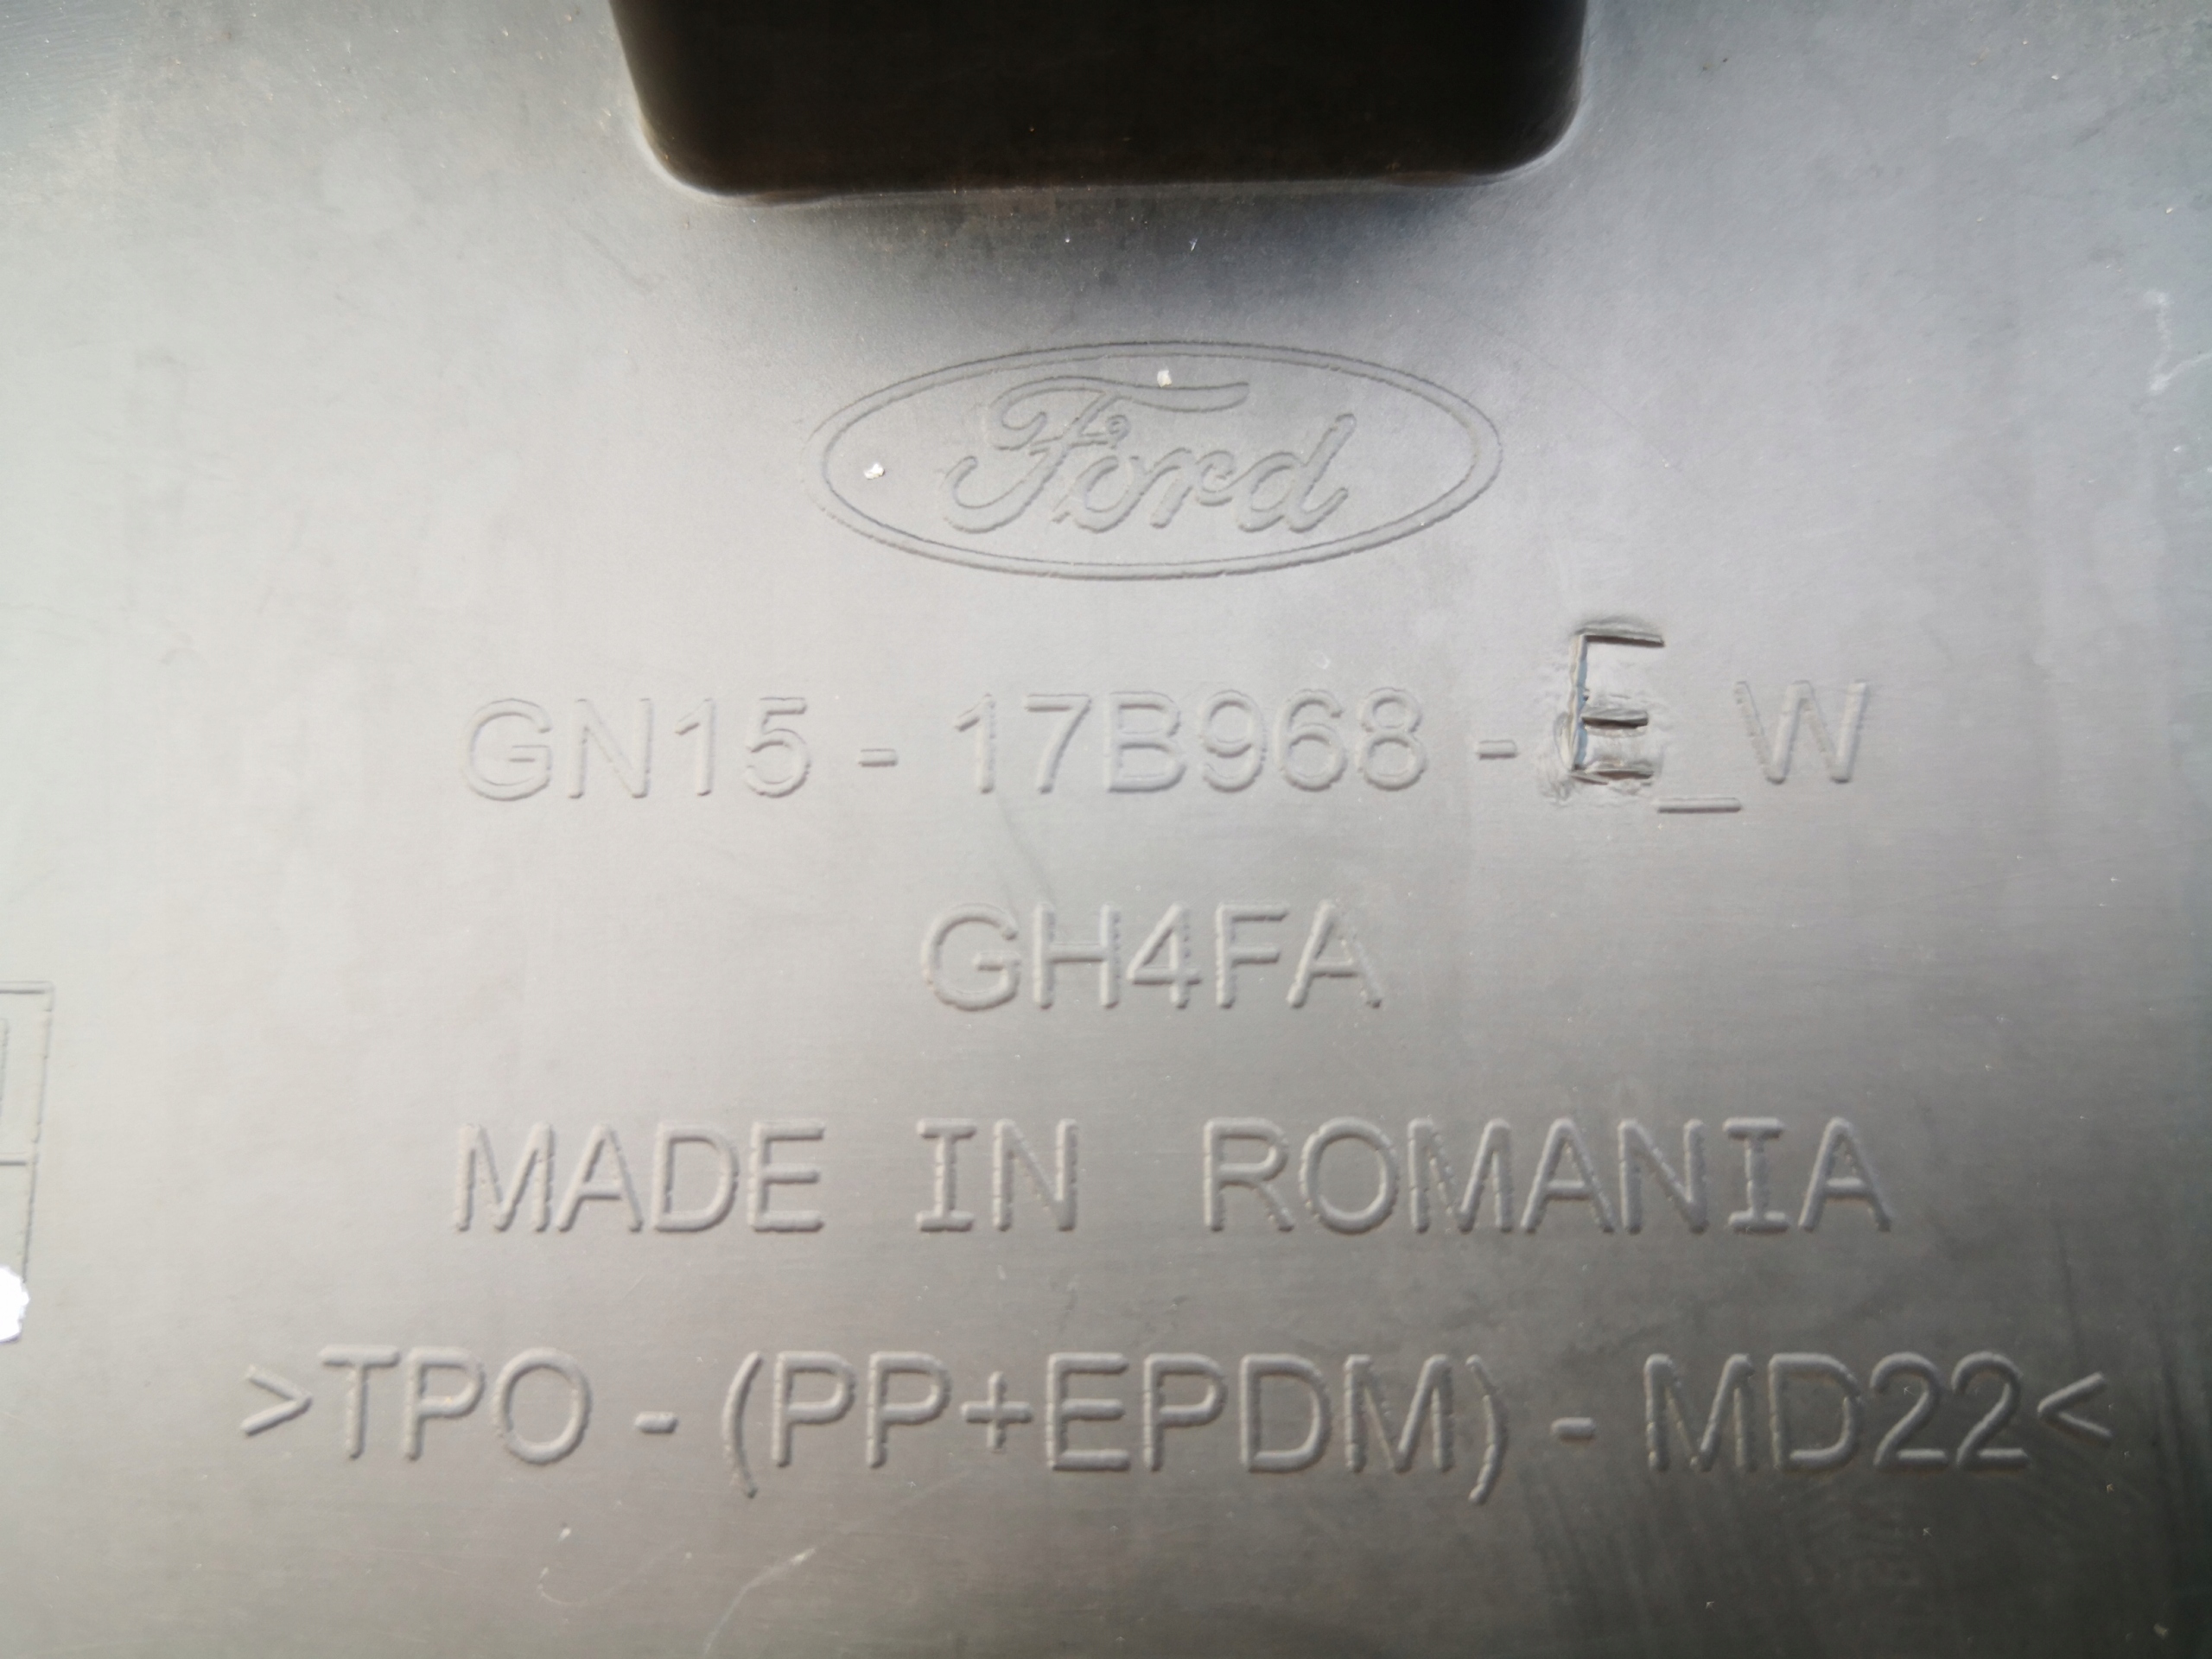 Ford
GN15 - 17B968 - E_W
GH4FA
MADE IN ROMANIA
>TPO - (PP+EPDM) - MD22<